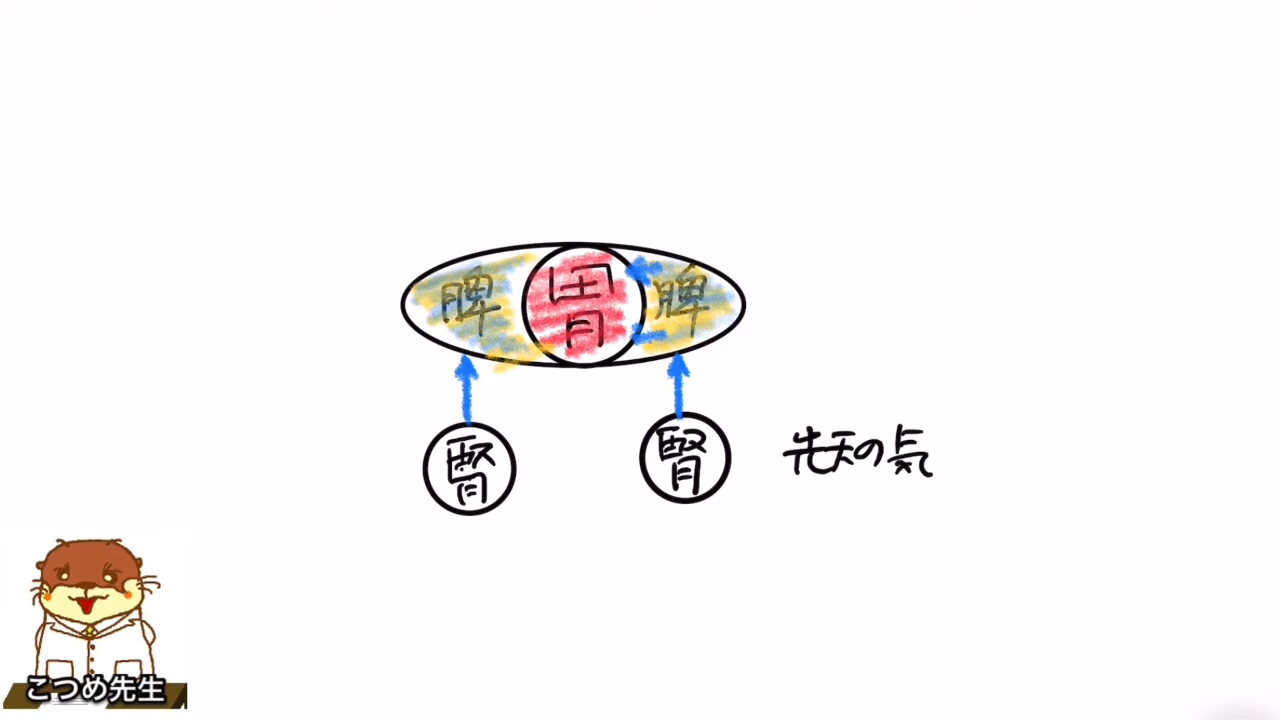 脾 胃 脾
腎 腎 先天の気
こつめ先生